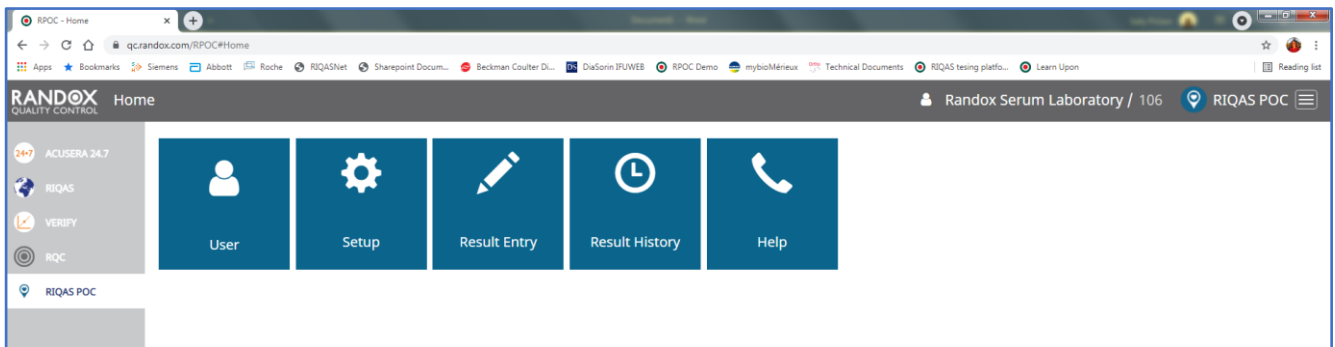 RPOC - Home
qc.randox.com/RPOC#Home
Apps Bookmarks Siemens Abbott Roche RIQASNet Sharepoint Docum... Beckman Coulter Di... DiaSorin IFUWEB RPOC Demo mybioMérieux Technical Documents RIQAS tesing platfo... Learn Upon Reading list
RANDOX
QUALITY CONTROL
Home
Randox Serum Laboratory / 106
RIQAS POC
24•7 ACUSERA 24.7
RIQAS
VERIFY
RQC
RIQAS POC
User
Setup
Result Entry
Result History
Help